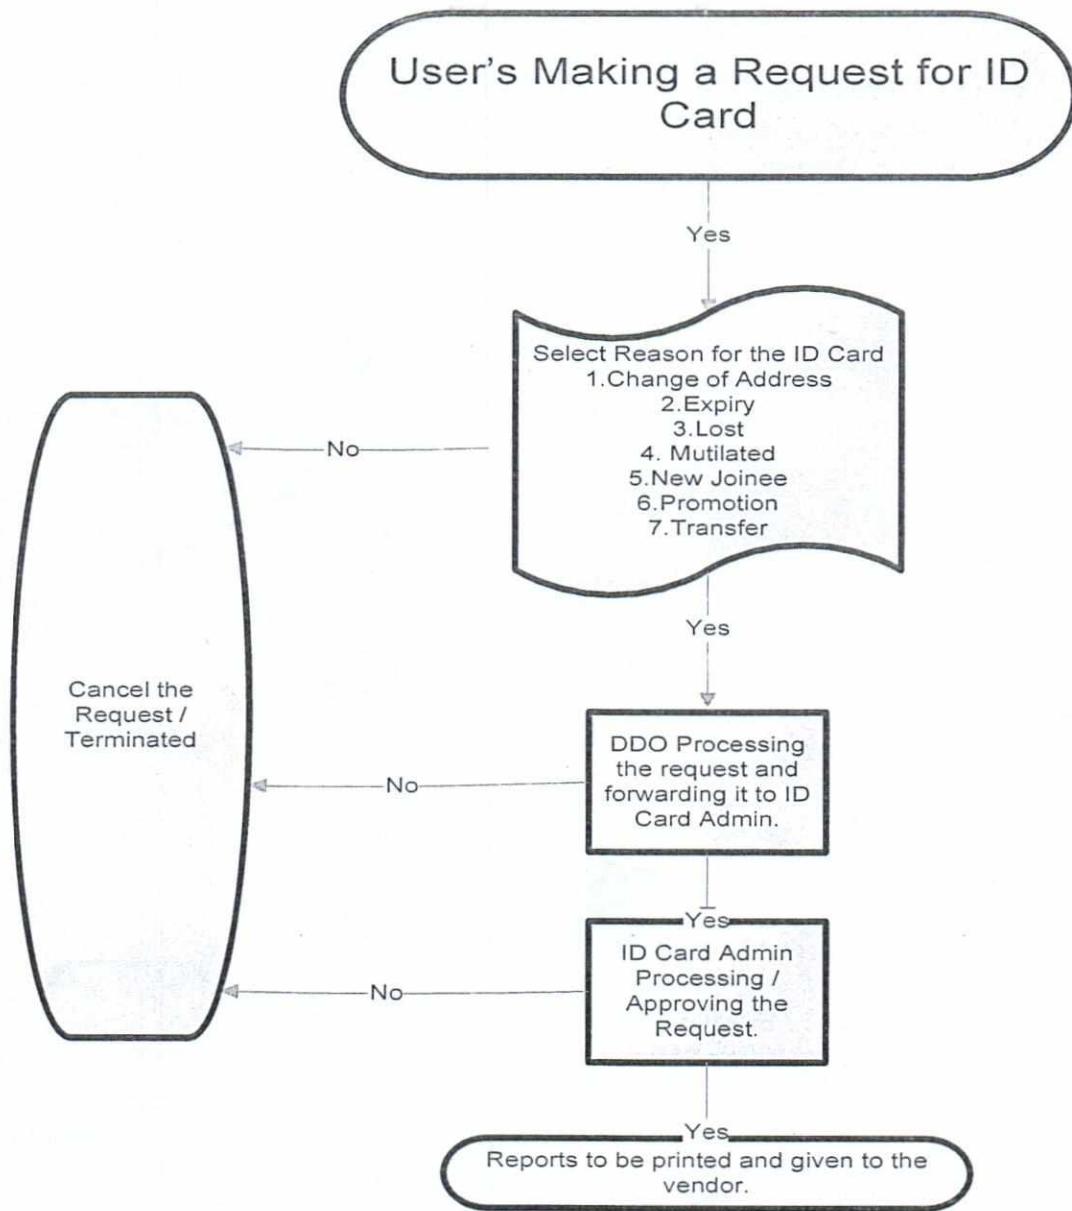 User's Making a Request for ID
Card
Yes
Select Reason for the ID Card
1.Change of Address
2.Expiry
3.Lost
4. Mutilated
5.New Joinee
6.Promotion
7.Transfer
No
Yes
Cancel the
Request /
Terminated
DDO Processing
the request and
forwarding it to ID
Card Admin.
No
Yes
ID Card Admin
Processing /
Approving the
Request.
No
Yes
Reports to be printed and given to the
vendor.